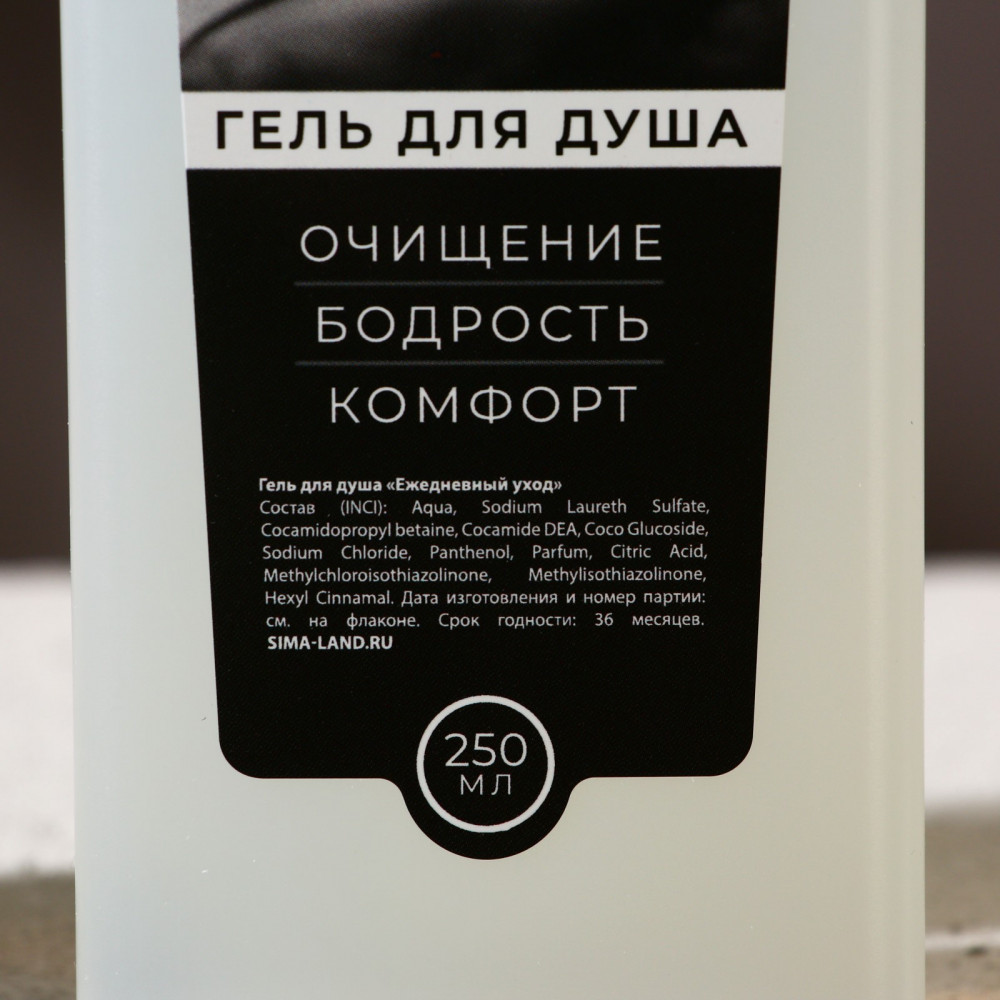 ГЕЛЬ ДЛЯ ДУША
ОЧИЩЕНИЕ
БОДРОСТЬ
КОМФОРТ
Гель для душа «Ежедневный уход»
Состав (INCI): Aqua, Sodium Laureth Sulfate,
Cocamidopropyl betaine, Cocamide DEA, Coco Glucoside,
Sodium Chloride, Panthenol, Parfum, Citric Acid,
Methylchloroisothiazolinone, Methylisothiazolinone,
Hexyl Cinnamal. Дата изготовления и номер партии:
см. на флаконе. Срок годности: 36 месяцев.
SIMA-LAND.RU
250
МЛ